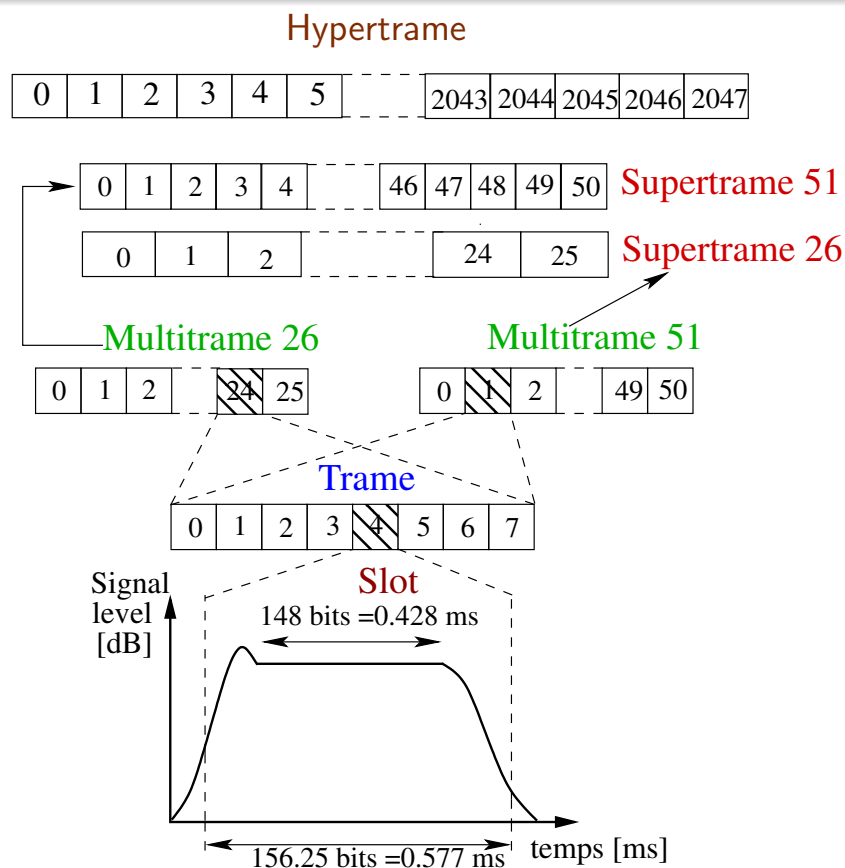 Hypertrame
0 1 2 3 4 5 2043 2044 2045 2046 2047
0 1 2 3 4 46 47 48 49 50 Supertrame 51
0 1 2 24 25 Supertrame 26
Multitrame 26 Multitrame 51
0 1 2 24 25 0 1 2 49 50
Trame
0 1 2 3 4 5 6 7
Signal
level
[dB]
Slot
148 bits =0.428 ms
156.25 bits =0.577 ms
temps [ms]